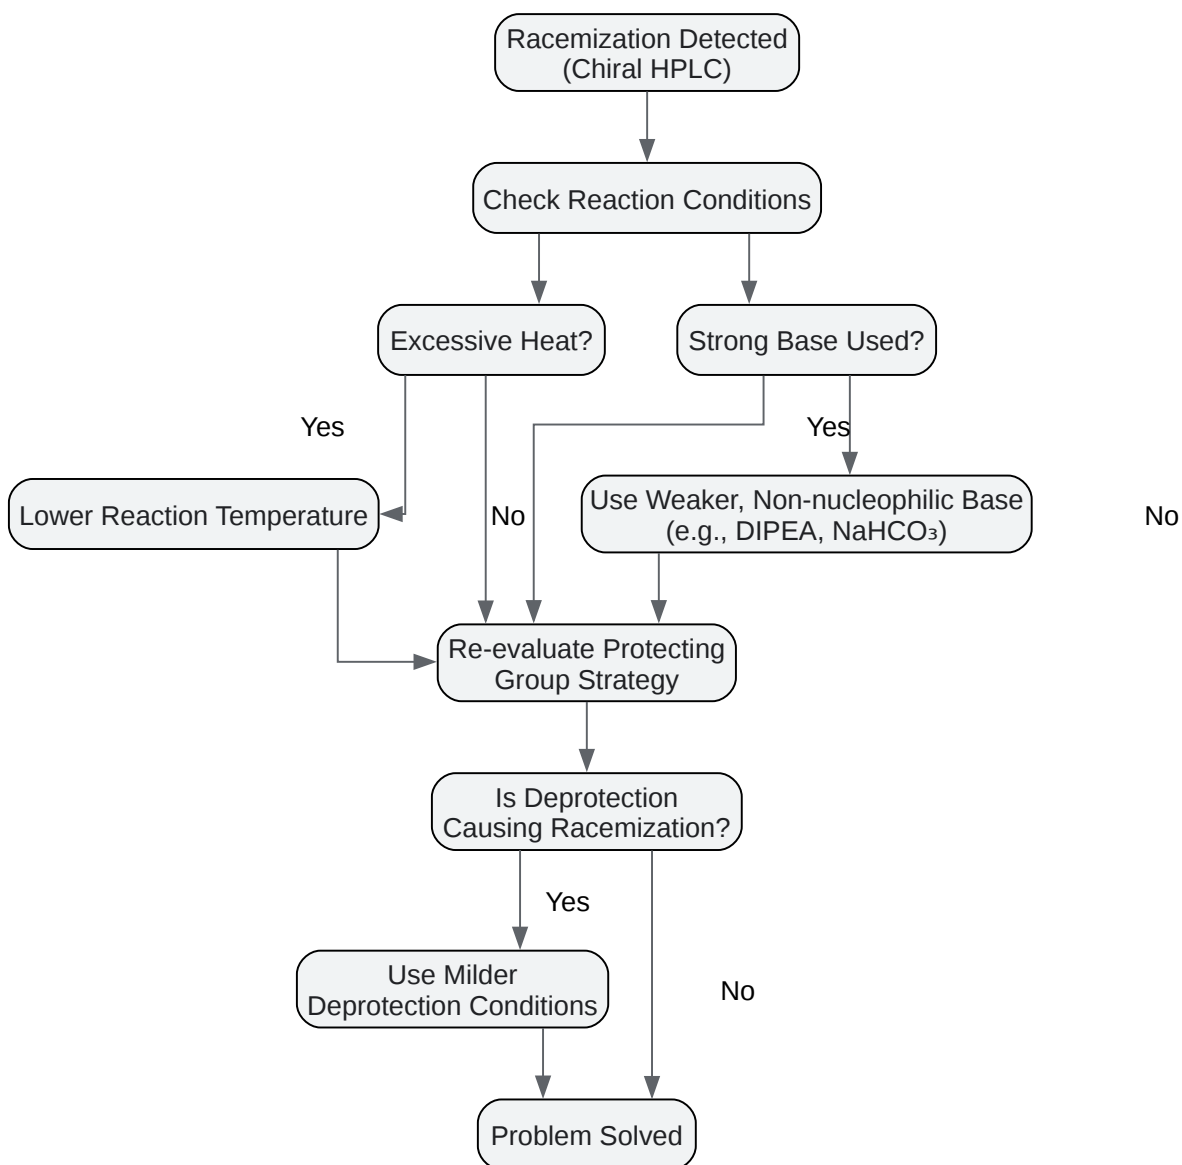 Racemization Detected
(Chiral HPLC)
Check Reaction Conditions
Excessive Heat?
Strong Base Used?
Yes
Yes
Lower Reaction Temperature
No
Use Weaker, Non-nucleophilic Base
(e.g., DIPEA, NaHCO₃)
No
Re-evaluate Protecting
Group Strategy
Is Deprotection
Causing Racemization?
Yes
Use Milder
Deprotection Conditions
No
Problem Solved